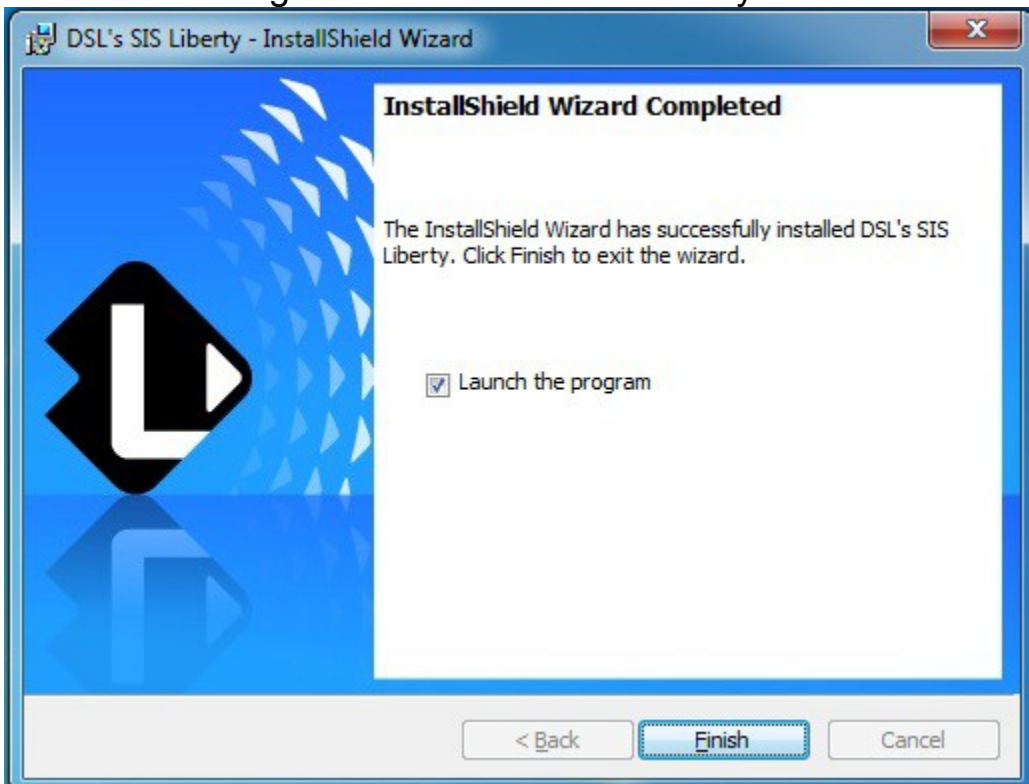 DSL's SIS Liberty - InstallShield Wizard
InstallShield Wizard Completed
The InstallShield Wizard has successfully installed DSL's SIS
Liberty. Click Finish to exit the wizard.
Launch the program
< Back
Finish
Cancel